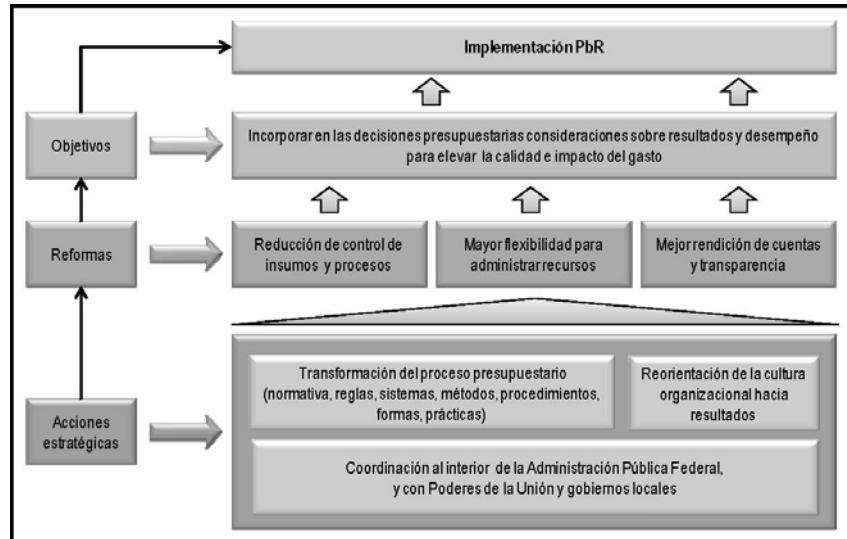 Implementación PbR
Objetivos
Incorporar en las decisiones presupuestarias consideraciones sobre resultados y desempeño
para elevar la calidad e impacto del gasto
Reformas
Reducción de control de
insumos y procesos
Mayor flexibilidad para
administrar recursos
Mejor rendición de cuentas
y transparencia
Acciones
estratégicas
Transformación del proceso presupuestario
(normativa, reglas, sistemas, métodos, procedimientos,
formas, prácticas)
Reorientación de la cultura
organizacional hacia
resultados
Coordinación al interior de la Administración Pública Federal,
y con Poderes de la Unión y gobiernos locales